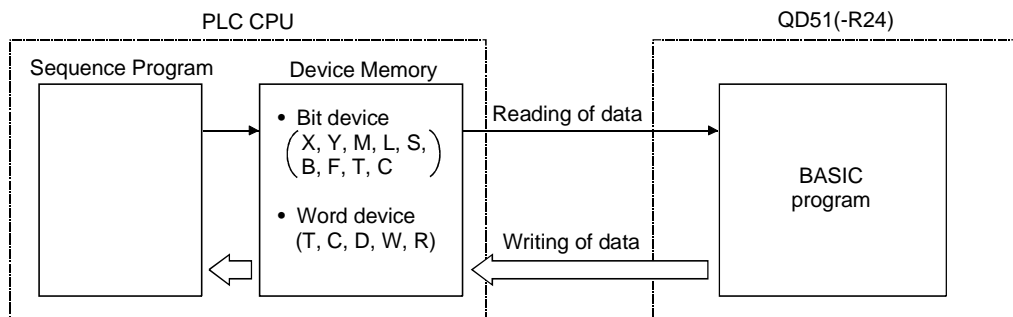 PLC CPU
QD51(-R24)
Sequence Program
Device Memory
• Bit device
(X, Y, M, L, S,
B, F, T, C)
• Word device
(T, C, D, W, R)
Reading of data
Writing of data
BASIC
program